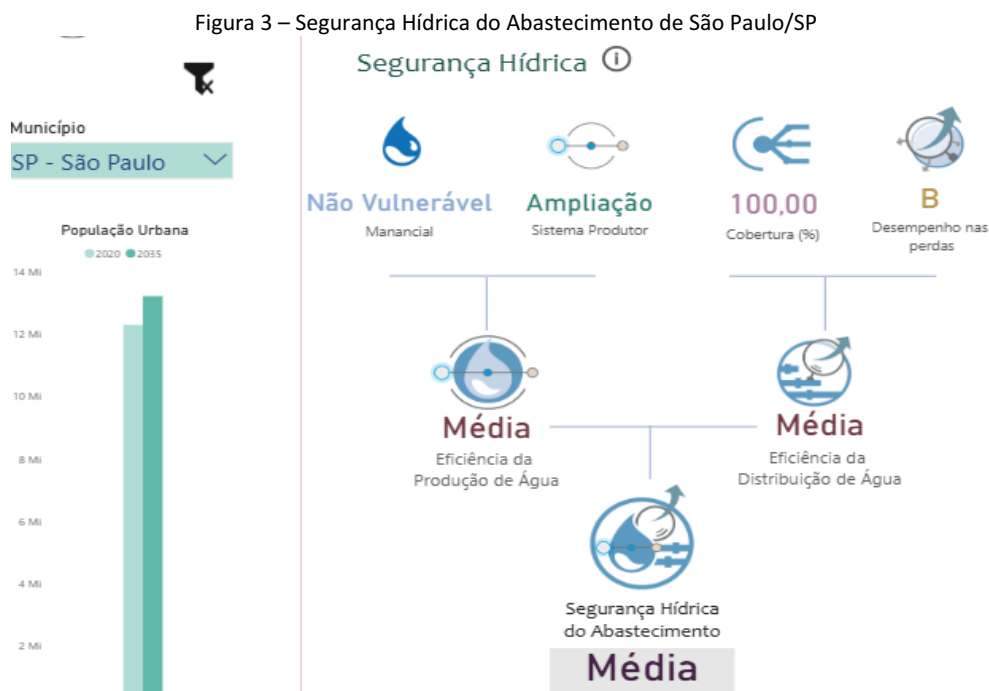 Figura 3 – Segurança Hídrica do Abastecimento de São Paulo/SP
Município
SP - São Paulo
População Urbana
2020 2035
14 Mi
12 Mi
10 Mi
8 Mi
6 Mi
4 Mi
2 Mi
Segurança Hídrica i
Não Vulnerável
Manancial
Ampliação
Sistema Produtor
100,00
Cobertura (%)
B
Desempenho nas
perdas
Média
Eficiência da
Produção de Água
Média
Eficiência da
Distribuição de Água
Segurança Hídrica
do Abastecimento
Média